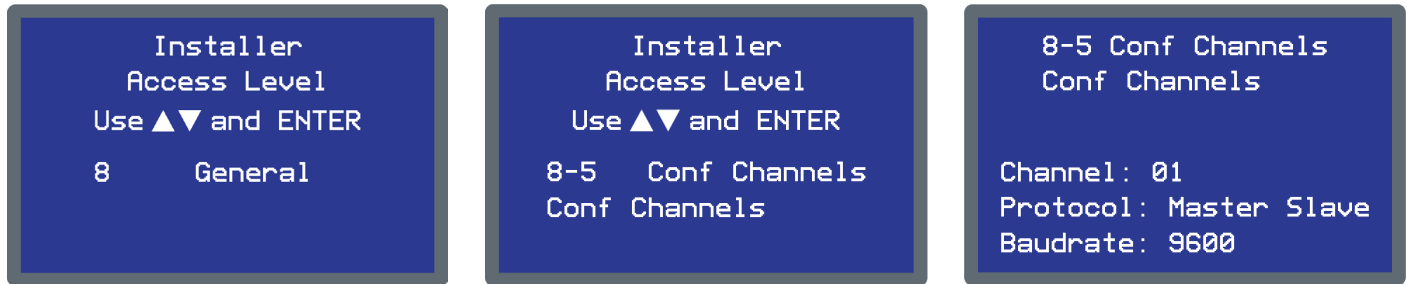 Installer
Access Level
Use ▲▼ and ENTER
8 General
Installer
Access Level
Use ▲▼ and ENTER
8-5 Conf Channels
Conf Channels
8-5 Conf Channels
Conf Channels
Channel: 01
Protocol: Master Slave
Baudrate: 9600